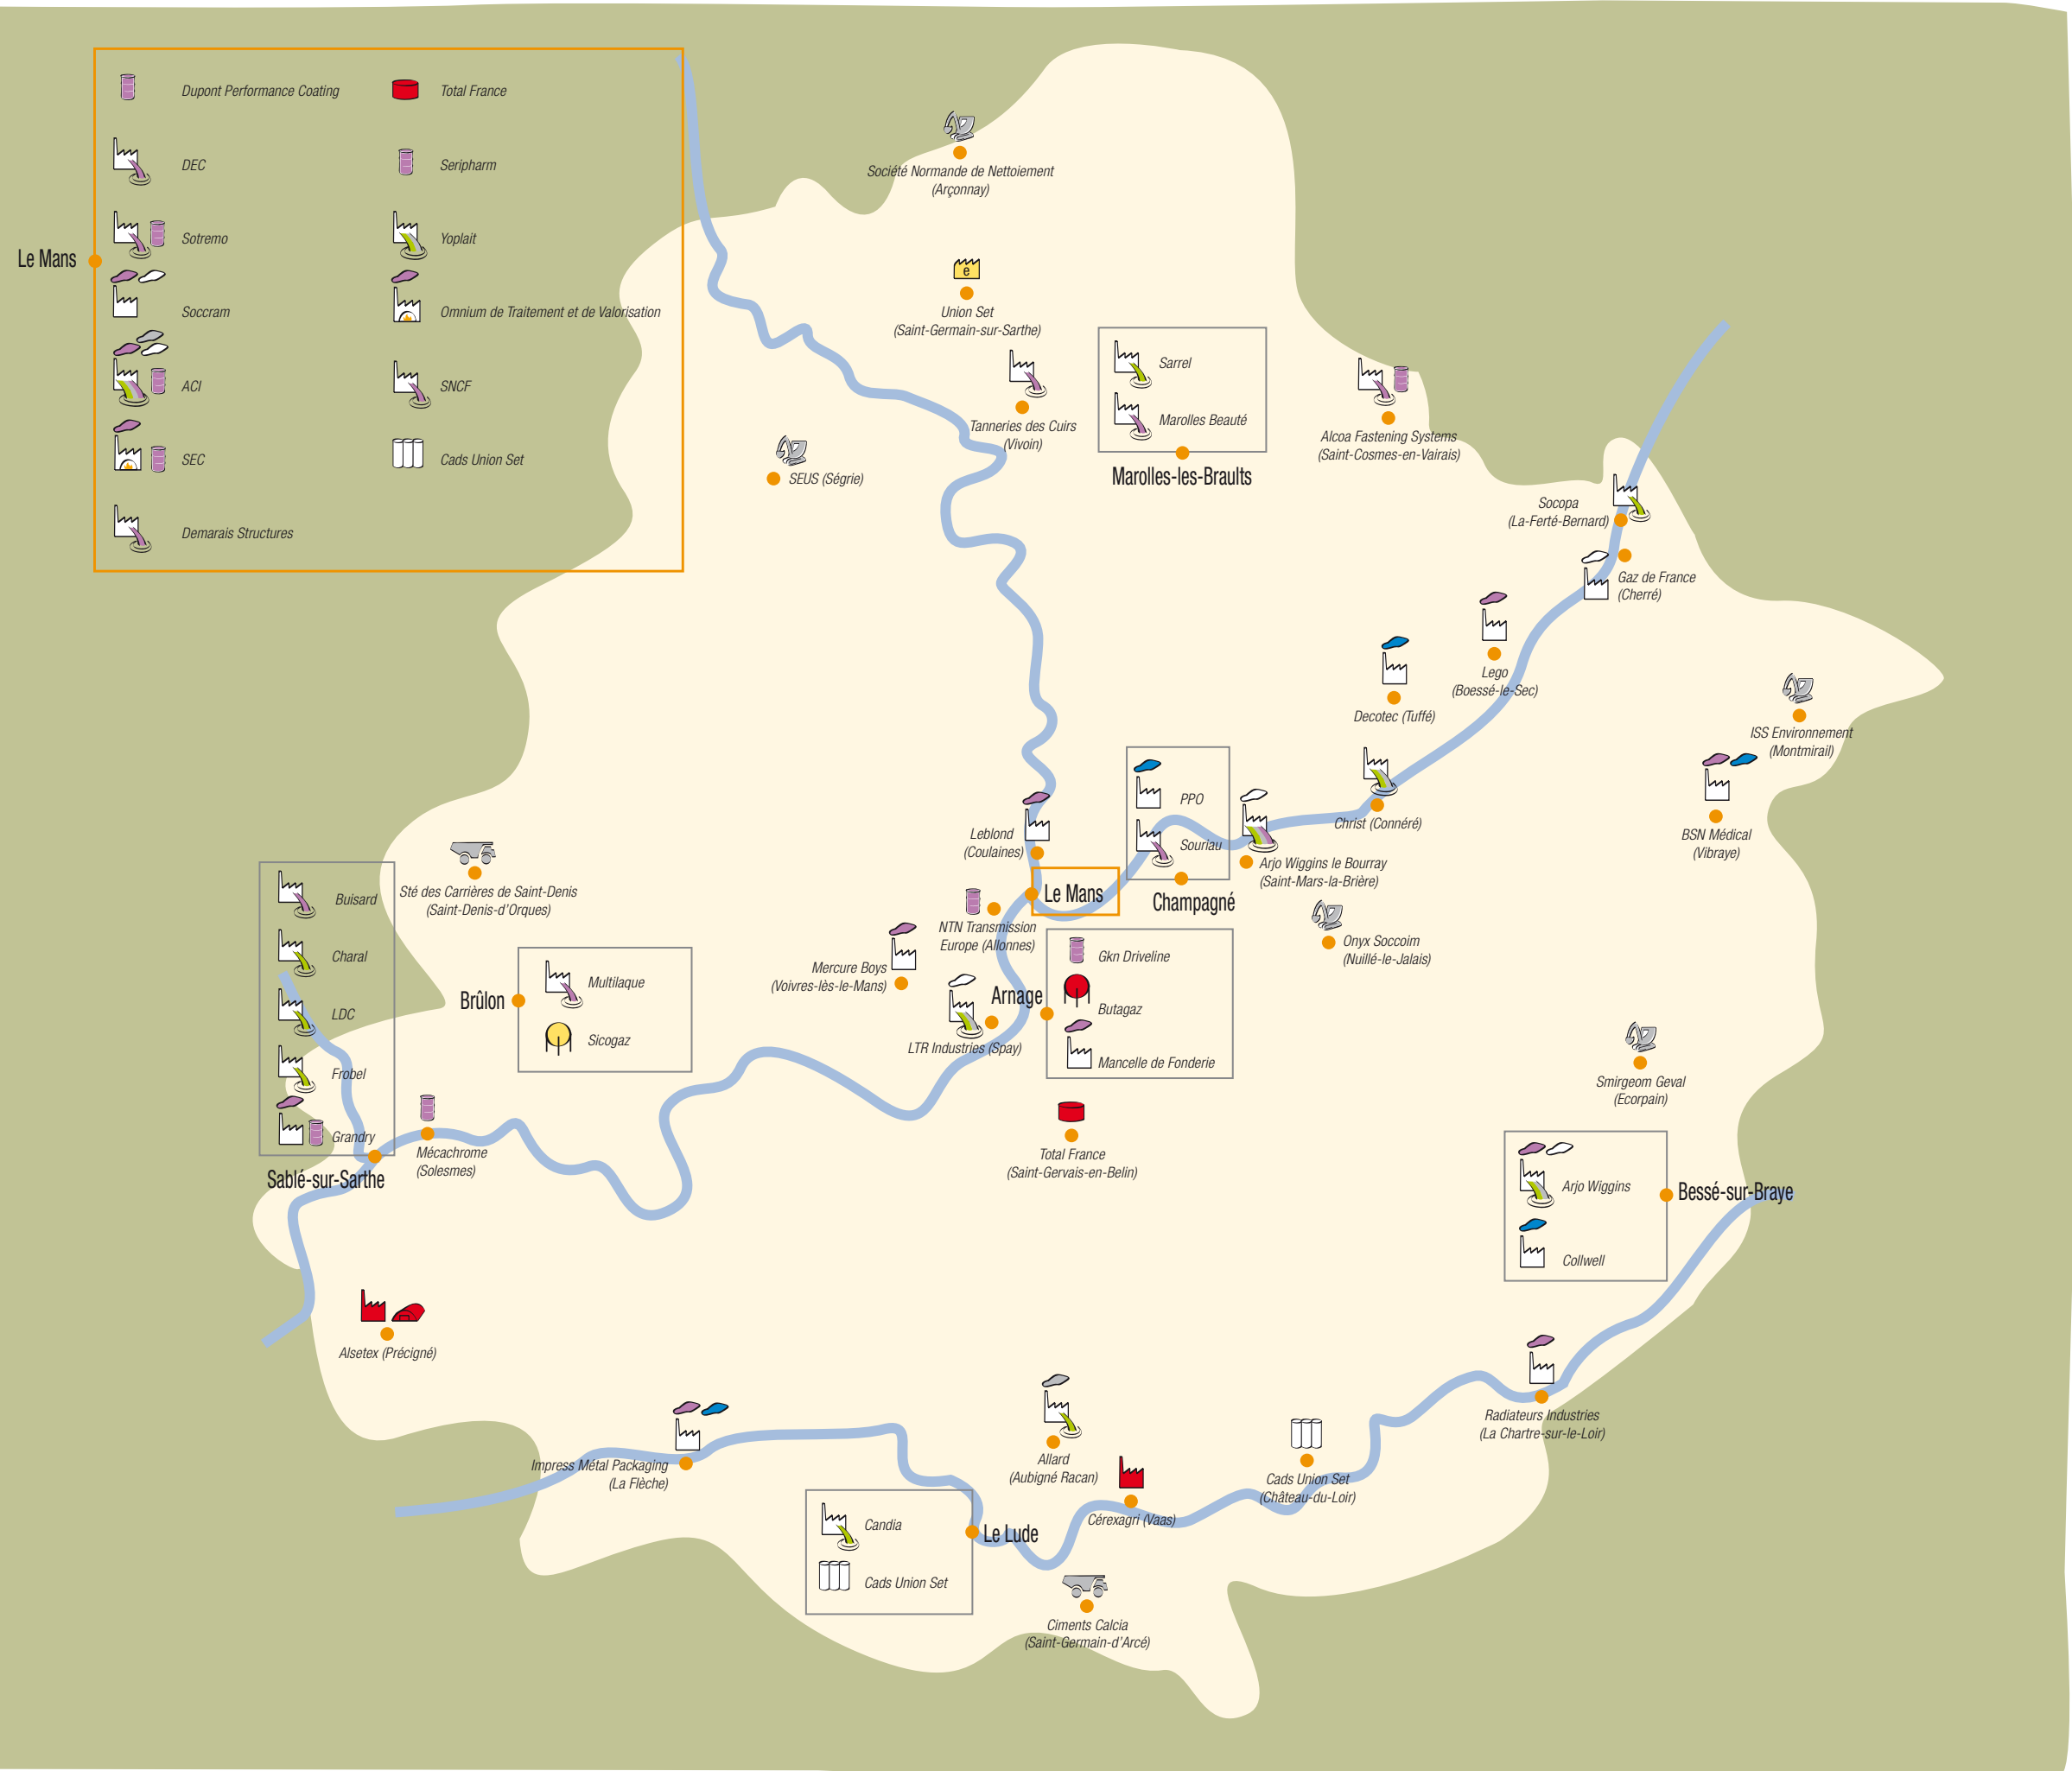 Le Mans
Dupont Performance Coating
Total France
DEC
Seripharm
Sotremo
Yoplait
Soccram
Omnium de Traitement et de Valorisation
ACI
SNCF
SEC
Cads Union Set
Demarais Structures
Société Normande de Nettoiement
(Arçonnay)
e
Union Set
(Saint-Germain-sur-Sarthe)
Tanneries des Cuirs
(Vivoin)
Sarrel
Marolles Beauté
Marolles-les-Braults
Alcoa Fastening Systems
(Saint-Cosmes-en-Vairais)
SEUS (Ségrie)
Socopa
(La-Ferté-Bernard)
Gaz de France
(Cherré)
Lego
(Boessé-le-Sec)
Decotec (Tuffé)
ISS Environnement
(Montmirail)
BSN Médical
(Vibraye)
Christ (Connéré)
PPO
Souriau
Champagné
Arjo Wiggins le Bourray
(Saint-Mars-la-Brière)
Leblond
(Coulaines)
Le Mans
Onyx Soccoim
(Nuillé-le-Jalais)
NTN Transmission
Europe (Allonnes)
Mercure Boys
(Voivres-lès-le-Mans)
LTR Industries (Spay)
Arnage
Gkn Driveline
Butagaz
Mancelle de Fonderie
Sté des Carrières de Saint-Denis
(Saint-Denis-d'Orques)
Brûlon
Multilaque
Sicogaz
Buisard
Charal
LDC
Frobel
Grandry
Sablé-sur-Sarthe
Mécachrome
(Solesmes)
Total France
(Saint-Gervais-en-Belin)
Smirgeom Geval
(Ecorpain)
Arjo Wiggins
Collwell
Bessé-sur-Braye
Alsetex (Précigné)
Radiateurs Industries
(La Chartre-sur-le-Loir)
Impress Métal Packaging
(La Flèche)
Allard
(Aubigné Racan)
Cads Union Set
(Château-du-Loir)
Cérexagri (Vaas)
Candia
Cads Union Set
Le Lude
Ciments Calcia
(Saint-Germain-d'Arcé)